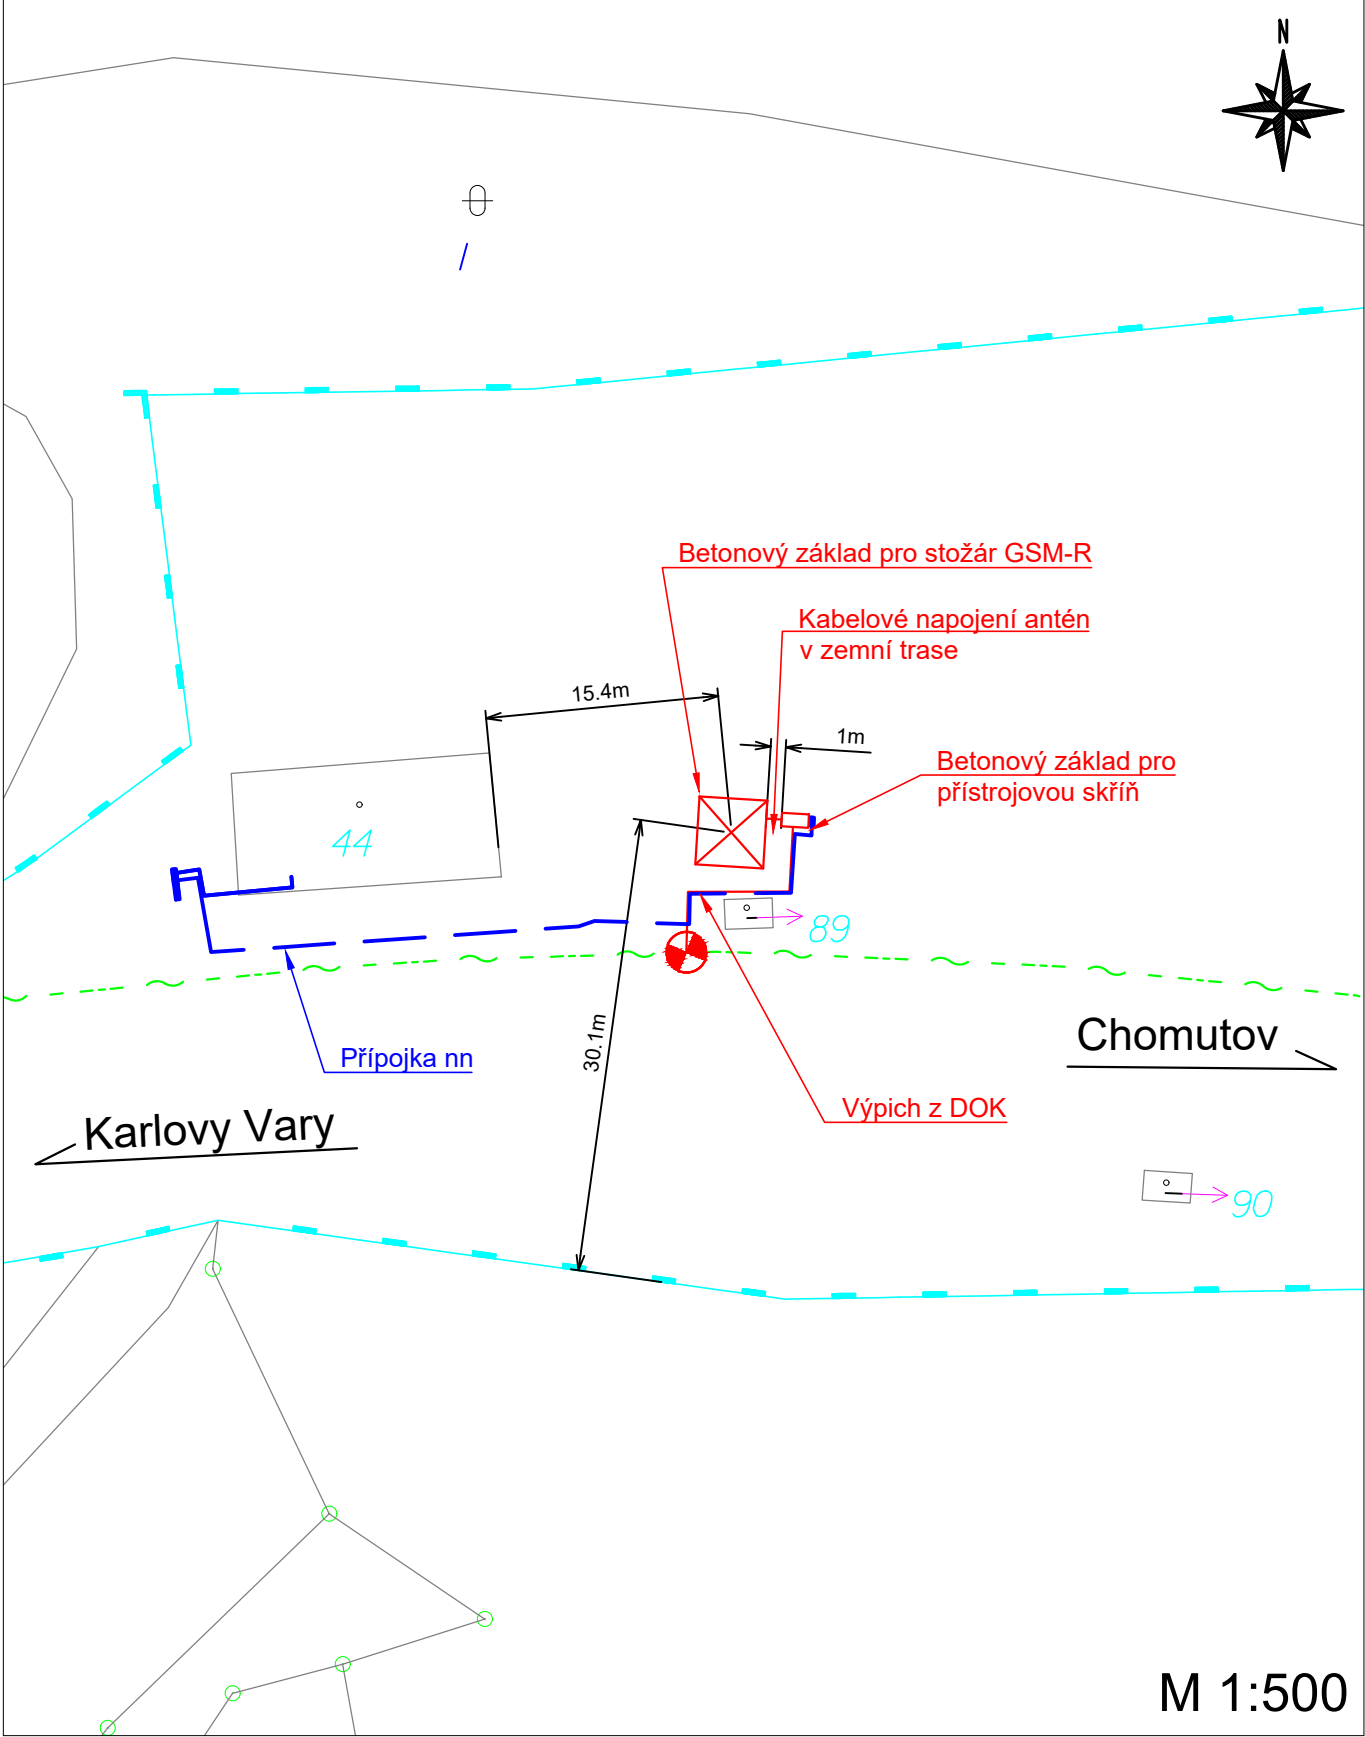 N
Betonový základ pro stožár GSM-R
Kabelové napojení antén
v zemní trase
15.4m
1m
Betonový základ pro
přístrojovou skříň
44
89
30.1m
Chomutov
Přípojka nn
Výpich z DOK
Karlovy Vary
90
M 1:500